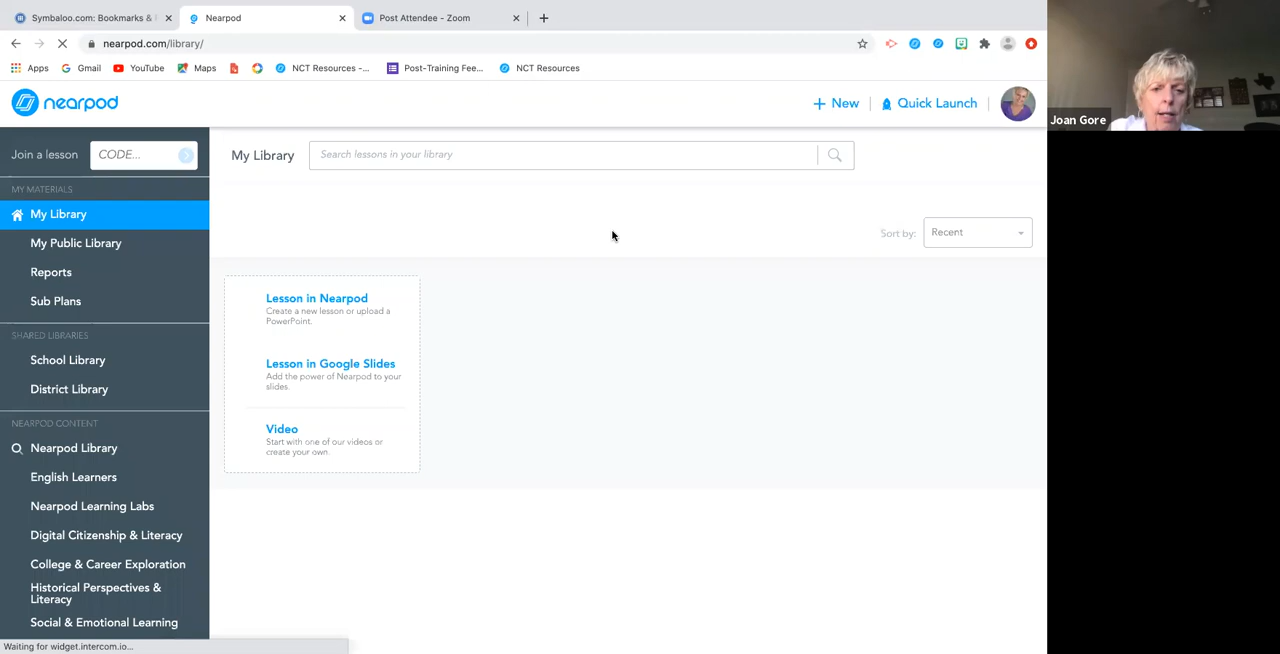 Symbaloo.com: Bookmarks &
Nearpod
Post Attendee - Zoom
nearpod.com/library/
Apps
Gmail
YouTube
Maps
NCT Resources -...
Post-Training Fee...
NCT Resources
nearpod
New
Quick Launch
Joan Gore
Join a lesson
CODE...
My Library
Search lessons in your library
MY MATERIALS
My Library
My Public Library
Reports
Sub Plans
Sort by:
Recent
Lesson in Nearpod
Create a new lesson or upload a
PowerPoint.
Lesson in Google Slides
Add the power of Nearpod to your
slides.
Video
Start with one of our videos or
create your own.
SHARED LIBRARIES
School Library
District Library
NEARPOD CONTENT
Nearpod Library
English Learners
Nearpod Learning Labs
Digital Citizenship & Literacy
College & Career Exploration
Historical Perspectives &
Literacy
Social & Emotional Learning
Waiting for widget.intercom.io...